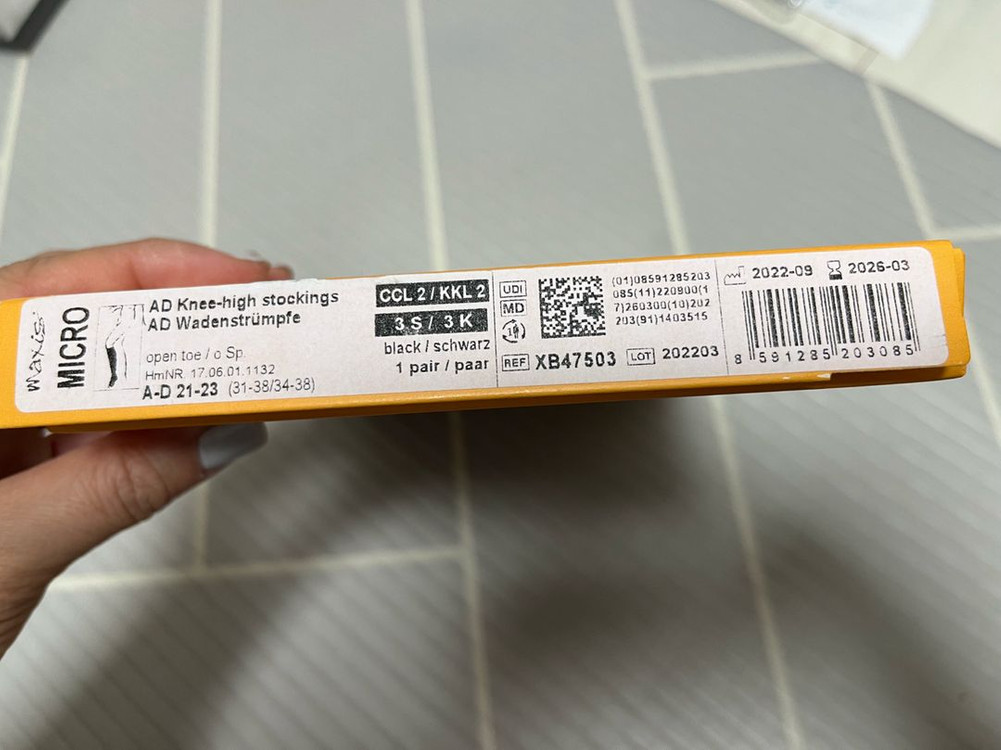 maxis
MICRO
AD Knee-high stockings
AD Wadenstrümpfe
open toe / o Sp.
HmNR. 17.06.01.1132
A-D 21-23 (31-38/34-38)
CCL 2 / KKL 2
3 S / 3 K
black / schwarz
1 pair / paar
UDI
MD
REF XB47503
(01)08591285203
085(11)220900(1
7)260300(10)202
203(91)1403515
LOT 202203
2022-09
2026-03
8 591285 203085